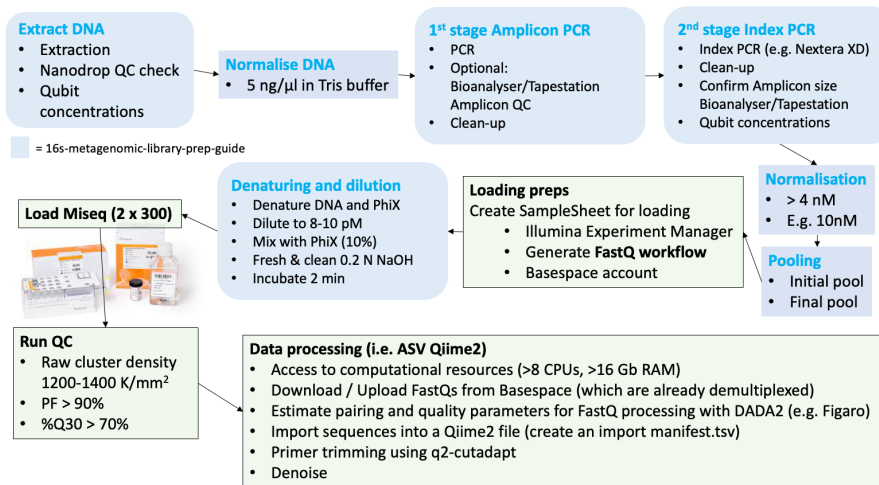 Extract DNA
• Extraction
• Nanodrop QC check
• Qubit
concentrations
Normalise DNA
• 5 ng/µl in Tris buffer
1st stage Amplicon PCR
• PCR
• Optional:
Bioanalyser/Tapestation
Amplicon QC
• Clean-up
2nd stage Index PCR
• Index PCR (e.g. Nextera XD)
• Clean-up
• Confirm Amplicon size
Bioanalyser/Tapestation
• Qubit concentrations
= 16s-metagenomic-library-prep-guide
Normalisation
• > 4 nM
• E.g. 10nM
Pooling
• Initial pool
• Final pool
Loading preps
Create SampleSheet for loading
• Illumina Experiment Manager
• Generate FastQ workflow
• Basespace account
Denaturing and dilution
• Denature DNA and PhiX
• Dilute to 8-10 pM
• Mix with PhiX (10%)
• Fresh & clean 0.2 N NaOH
• Incubate 2 min
Load Miseq (2 x 300)
Run QC
• Raw cluster density
1200-1400 K/mm2
• PF > 90%
• %Q30 > 70%
Data processing (i.e. ASV Qiime2)
• Access to computational resources (>8 CPUs, >16 Gb RAM)
• Download / Upload FastQs from Basespace (which are already demultiplexed)
• Estimate pairing and quality parameters for FastQ processing with DADA2 (e.g. Figaro)
• Import sequences into a Qiime2 file (create an import manifest.tsv)
• Primer trimming using q2-cutadapt
• Denoise